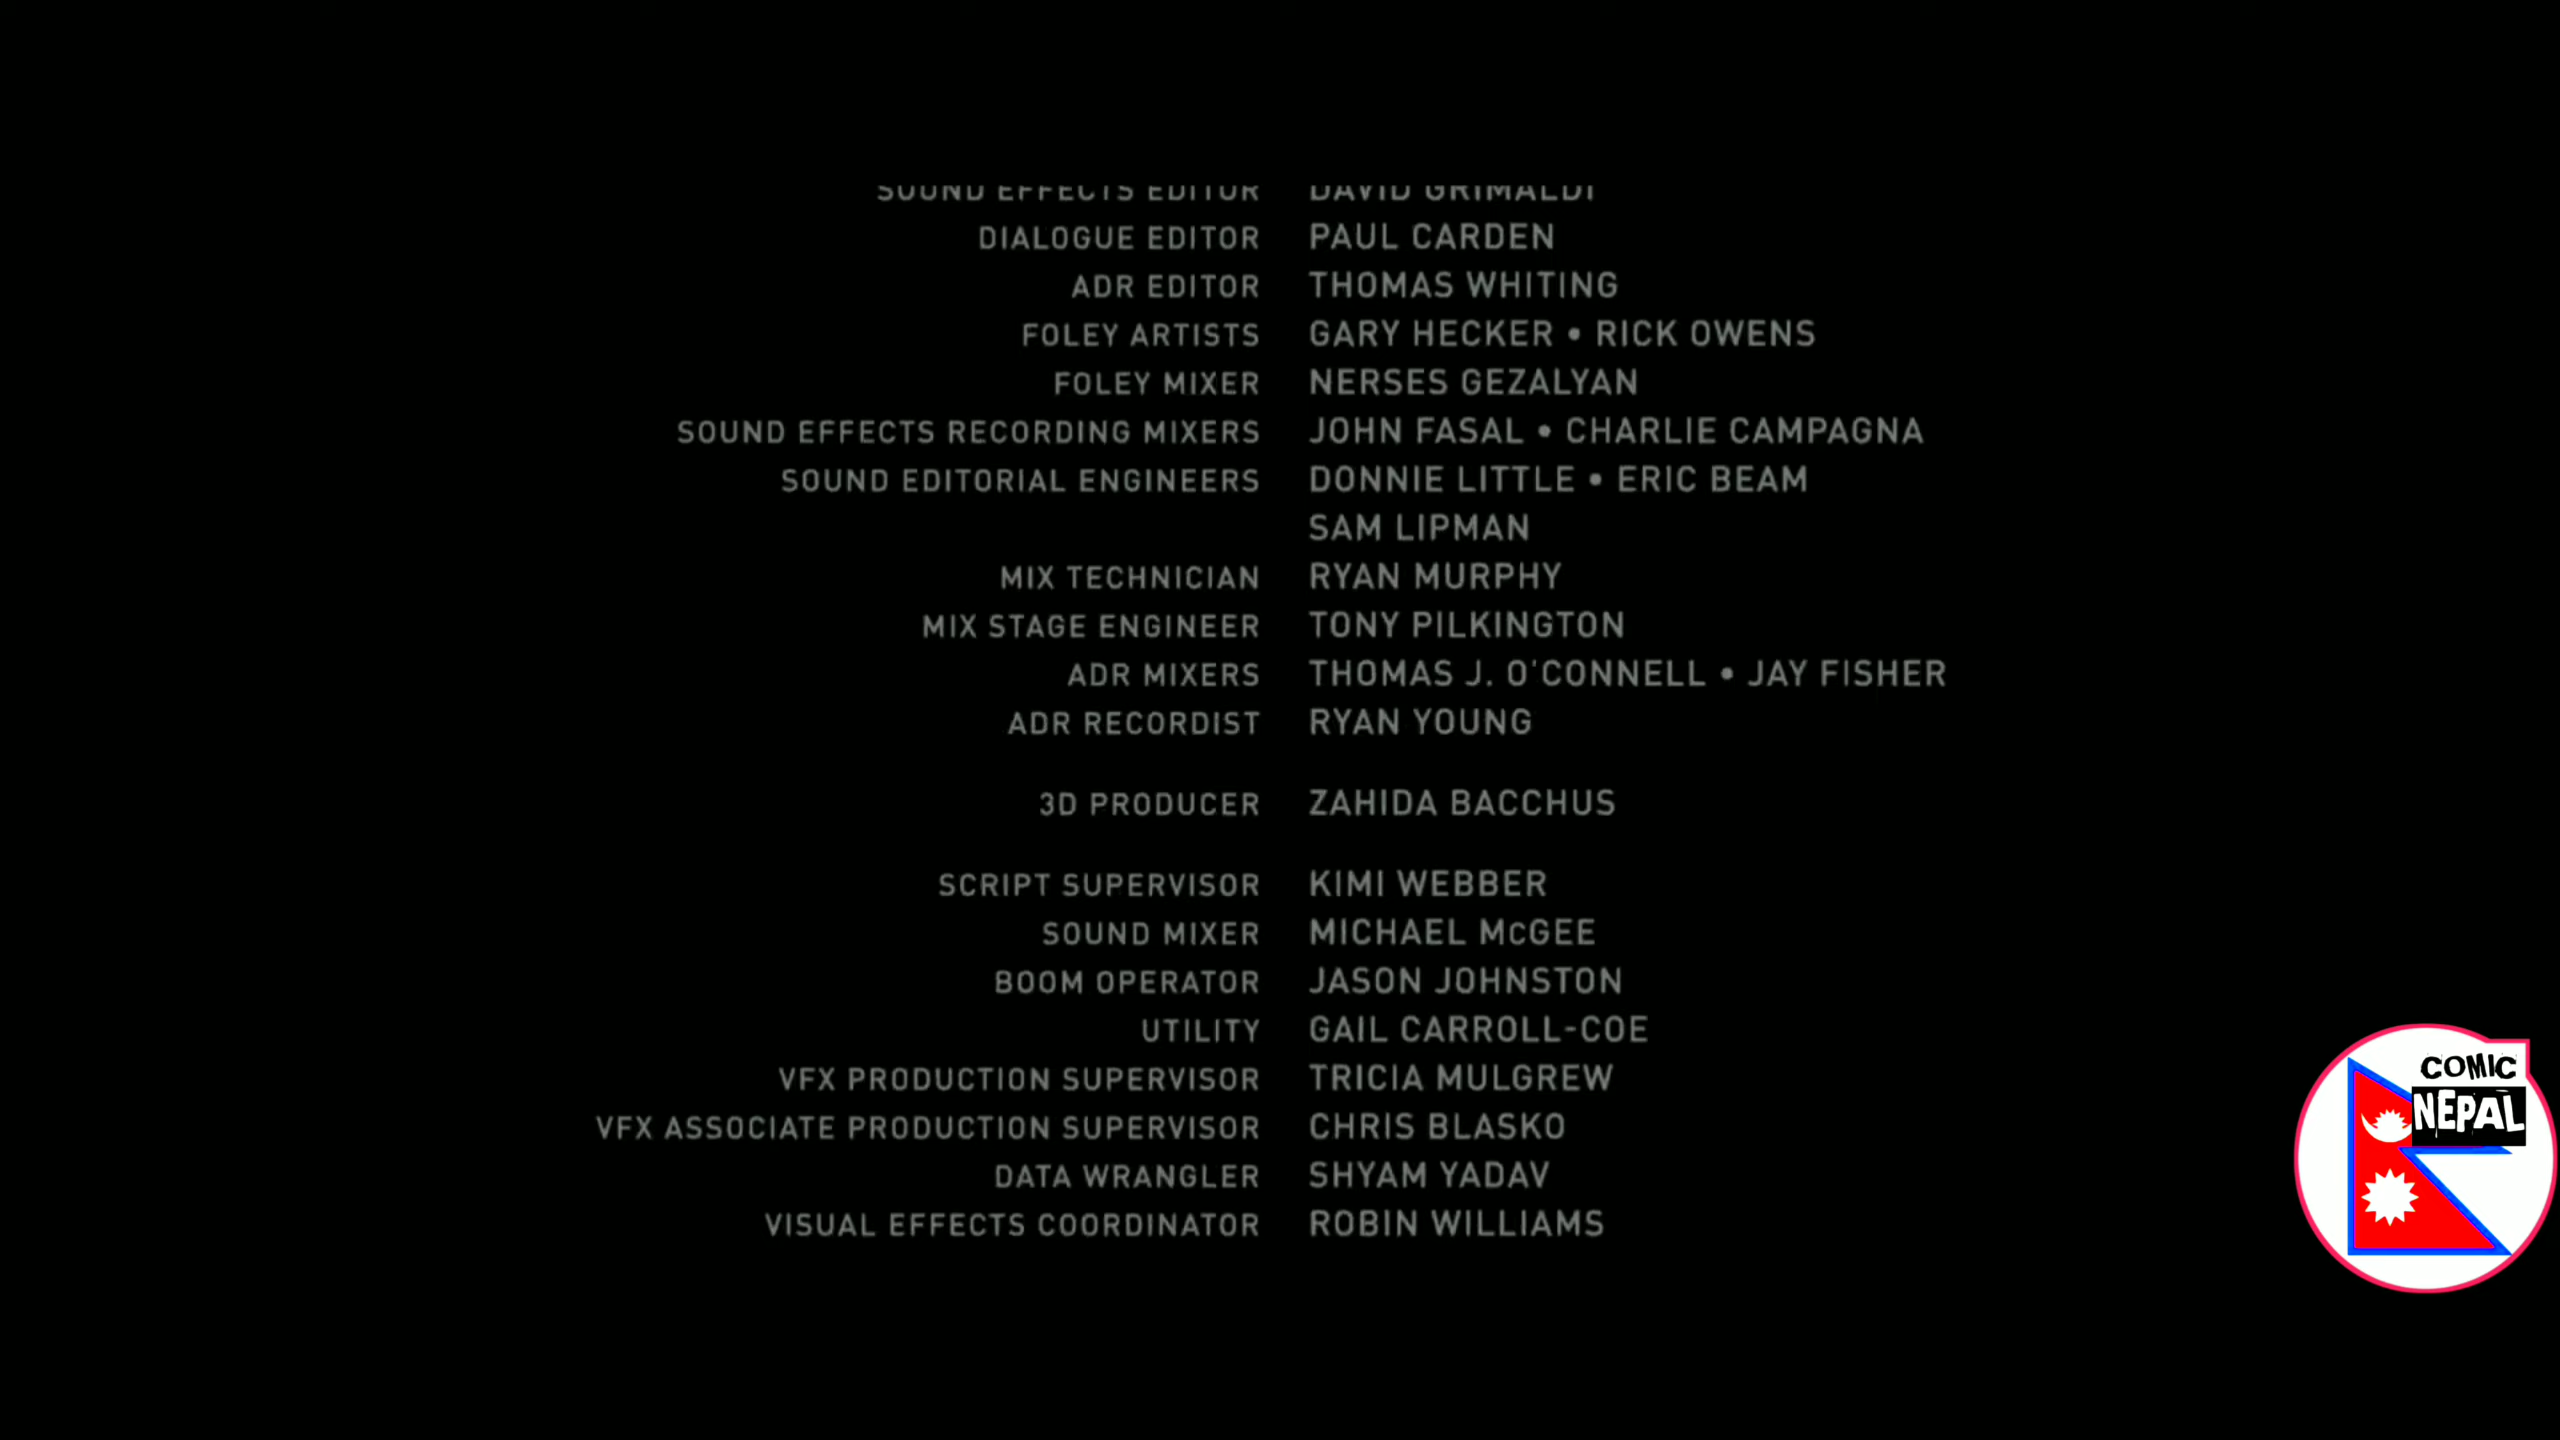 SOUND EFFECTS EDITOR DAVID GRIMALDI
DIALOGUE EDITOR PAUL CARDEN
ADR EDITOR THOMAS WHITING
FOLEY ARTISTS GARY HECKER • RICK OWENS
FOLEY MIXER NERSES GEZALYAN
SOUND EFFECTS RECORDING MIXERS JOHN FASAL • CHARLIE CAMPAGNA
SOUND EDITORIAL ENGINEERS DONNIE LITTLE • ERIC BEAM
SAM LIPMAN
MIX TECHNICIAN RYAN MURPHY
MIX STAGE ENGINEER TONY PILKINGTON
ADR MIXERS THOMAS J. O'CONNELL • JAY FISHER
ADR RECORDIST RYAN YOUNG
3D PRODUCER ZAHIDA BACCHUS
SCRIPT SUPERVISOR KIMI WEBBER
SOUND MIXER MICHAEL McGEE
BOOM OPERATOR JASON JOHNSTON
UTILITY GAIL CARROLL-COE
VFX PRODUCTION SUPERVISOR TRICIA MULGREW
VFX ASSOCIATE PRODUCTION SUPERVISOR CHRIS BLASKO
DATA WRANGLER SHYAM YADAV
VISUAL EFFECTS COORDINATOR ROBIN WILLIAMS
COMIC
NEPAL